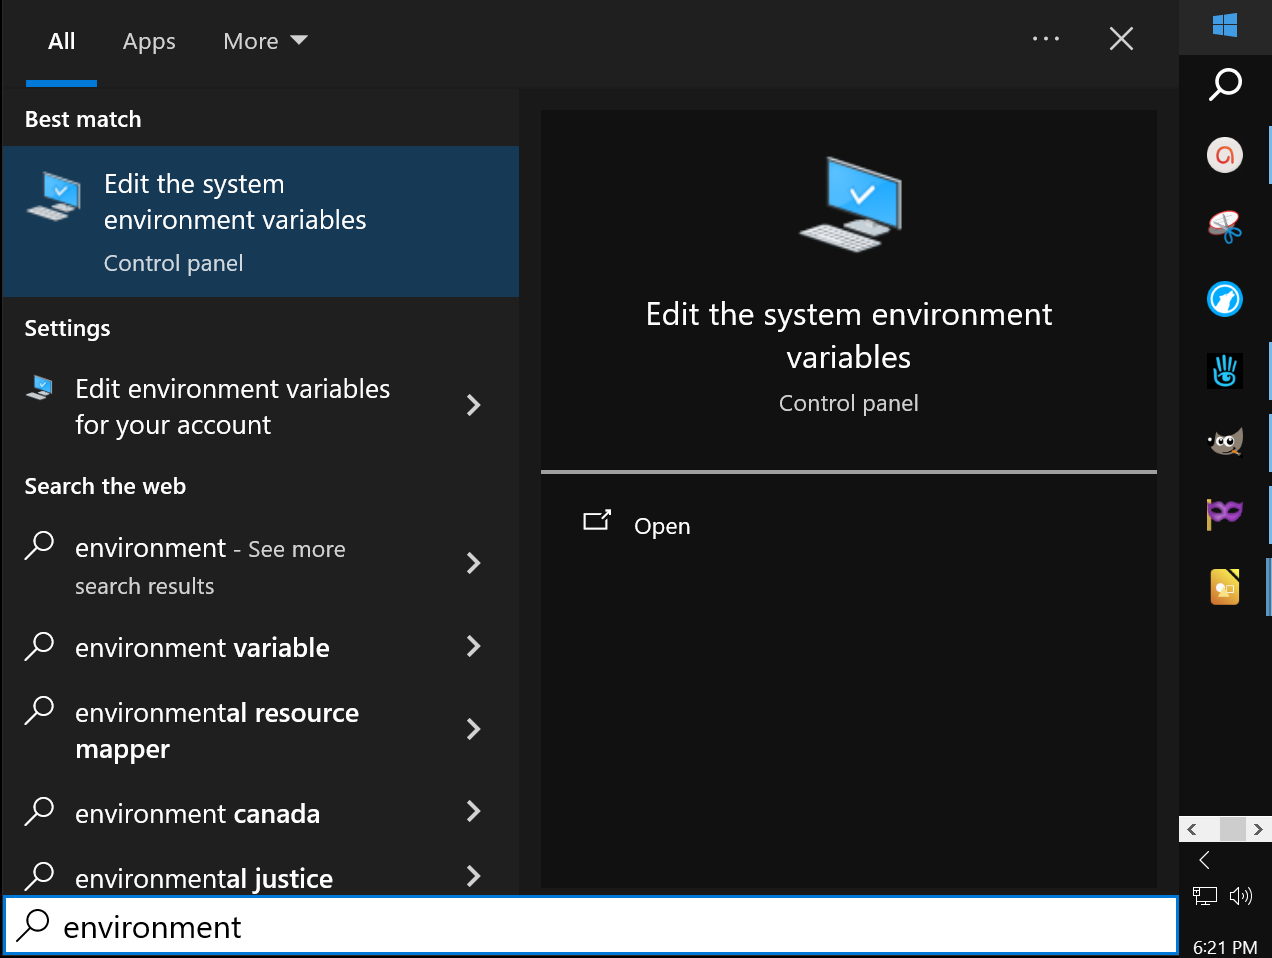 All
Apps
More
Best match
Edit the system
environment variables
Control panel
Settings
Edit environment variables
for your account
Search the web
environment - See more
search results
environment variable
environmental resource
mapper
environment canada
environmental justice
environment
Edit the system environment
variables
Control panel
Open
6:21 PM